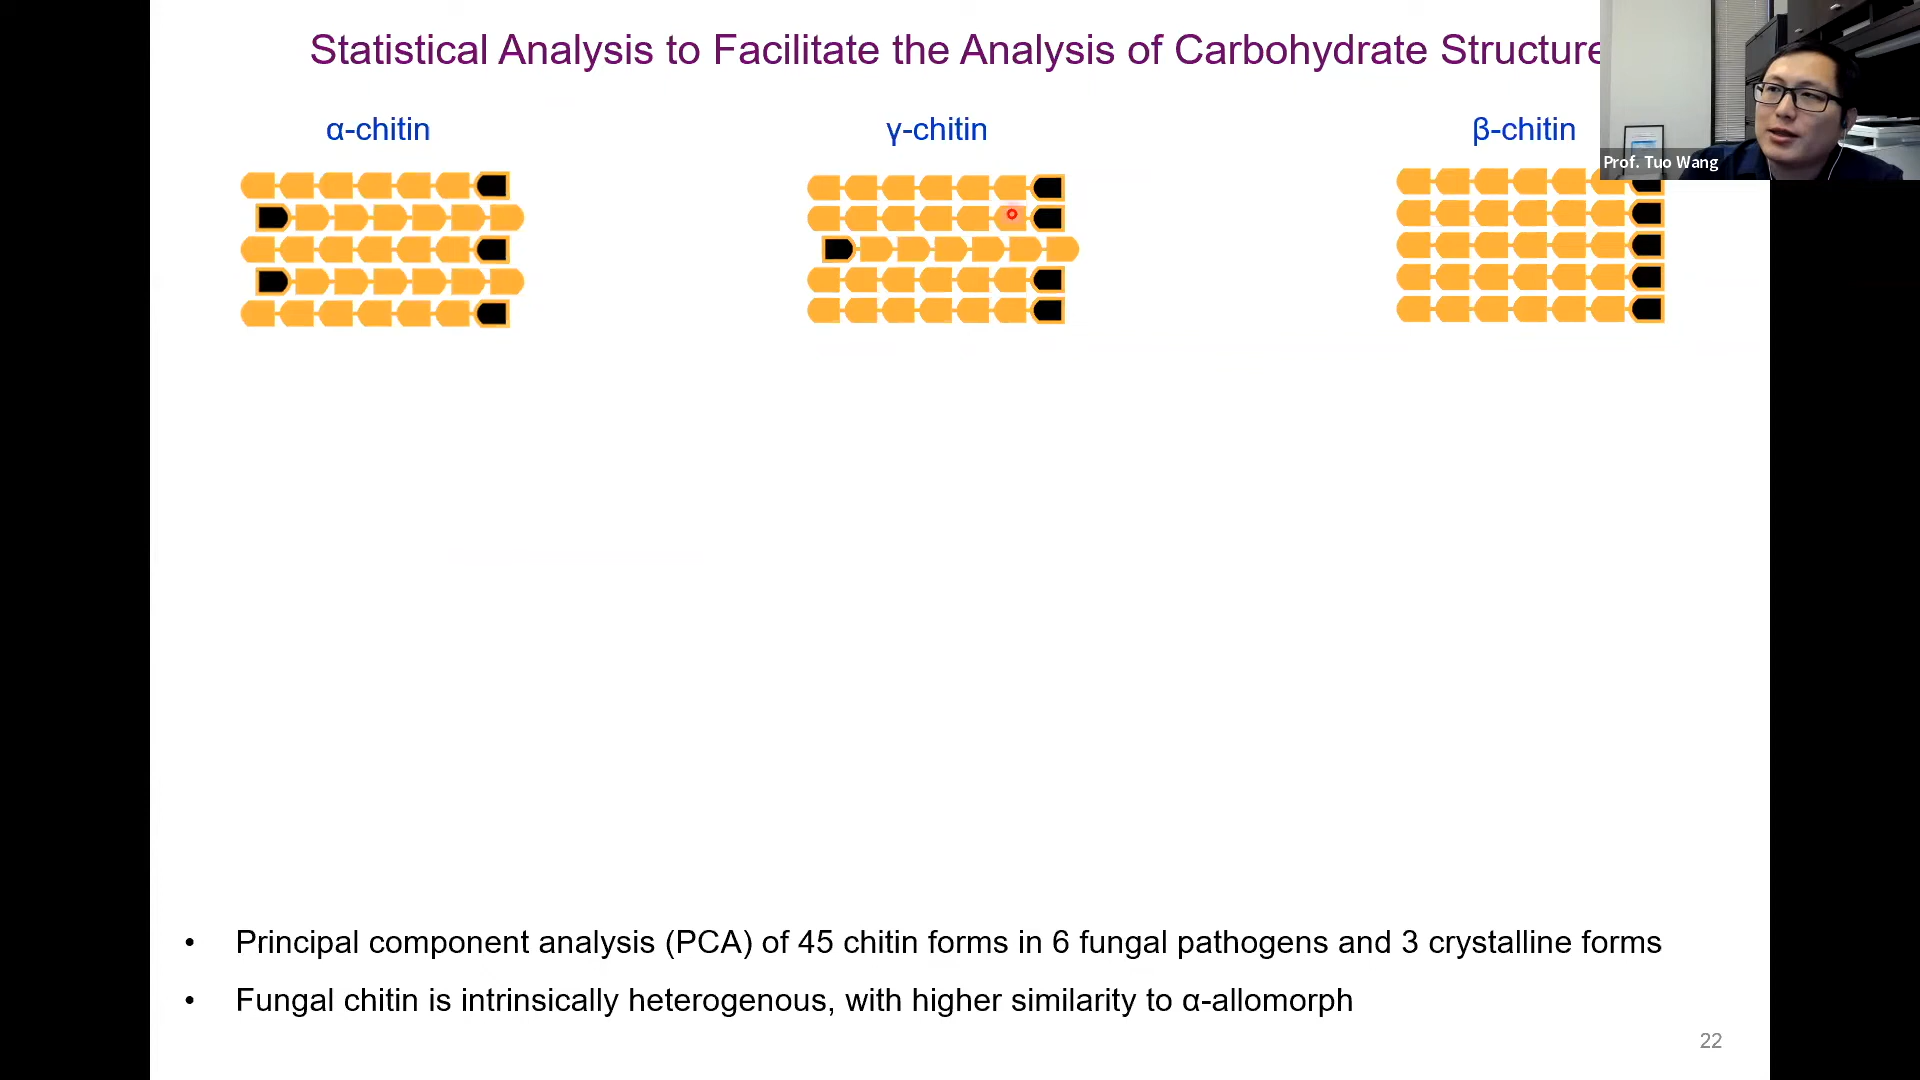 Statistical Analysis to Facilitate the Analysis of Carbohydrate Structure
α-chitin
γ-chitin
β-chitin
Prof. Tuo Wang
• Principal component analysis (PCA) of 45 chitin forms in 6 fungal pathogens and 3 crystalline forms
• Fungal chitin is intrinsically heterogenous, with higher similarity to α-allomorph
22